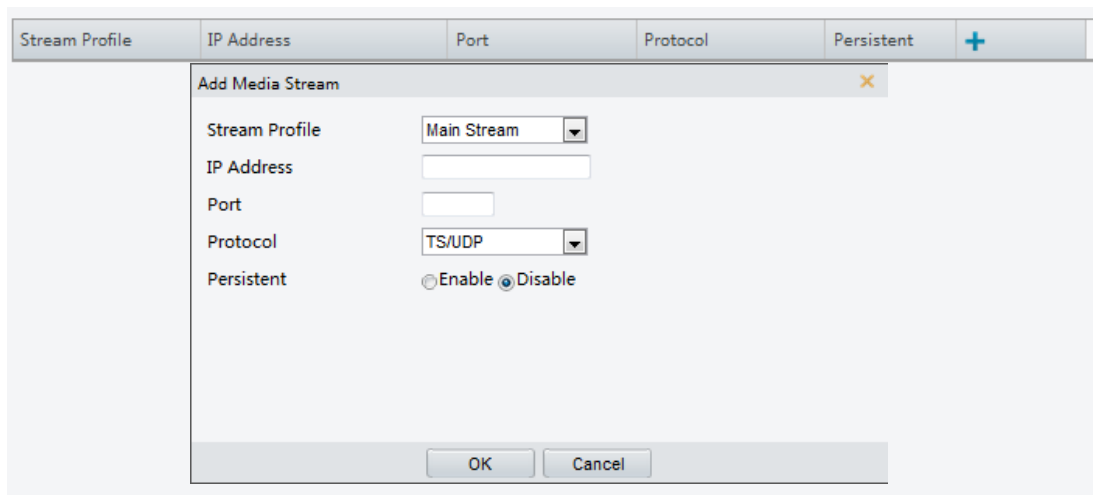 Stream Profile IP Address Port Protocol Persistent +
Add Media Stream ×
Stream Profile Main Stream
IP Address
Port
Protocol TS/UDP
Persistent Enable Disable
OK Cancel